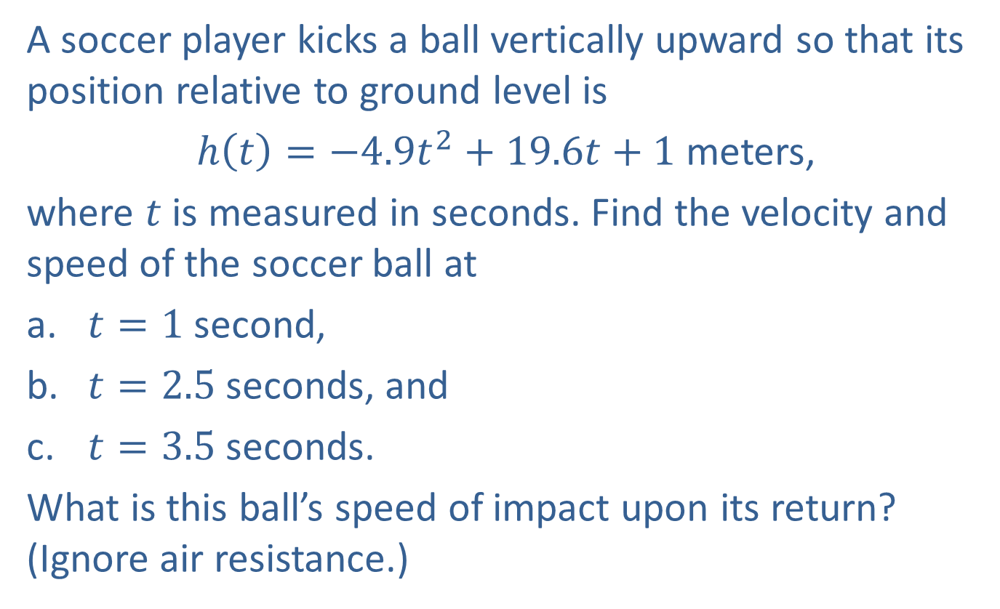 A soccer player kicks a ball vertically upward so that its
position relative to ground level is
h(t) = −4.9t² + 19.6t + 1 meters,
where t is measured in seconds. Find the velocity and
speed of the soccer ball at
a. t = 1 second,
b. t = 2.5 seconds, and
c. t = 3.5 seconds.
What is this ball’s speed of impact upon its return?
(Ignore air resistance.)